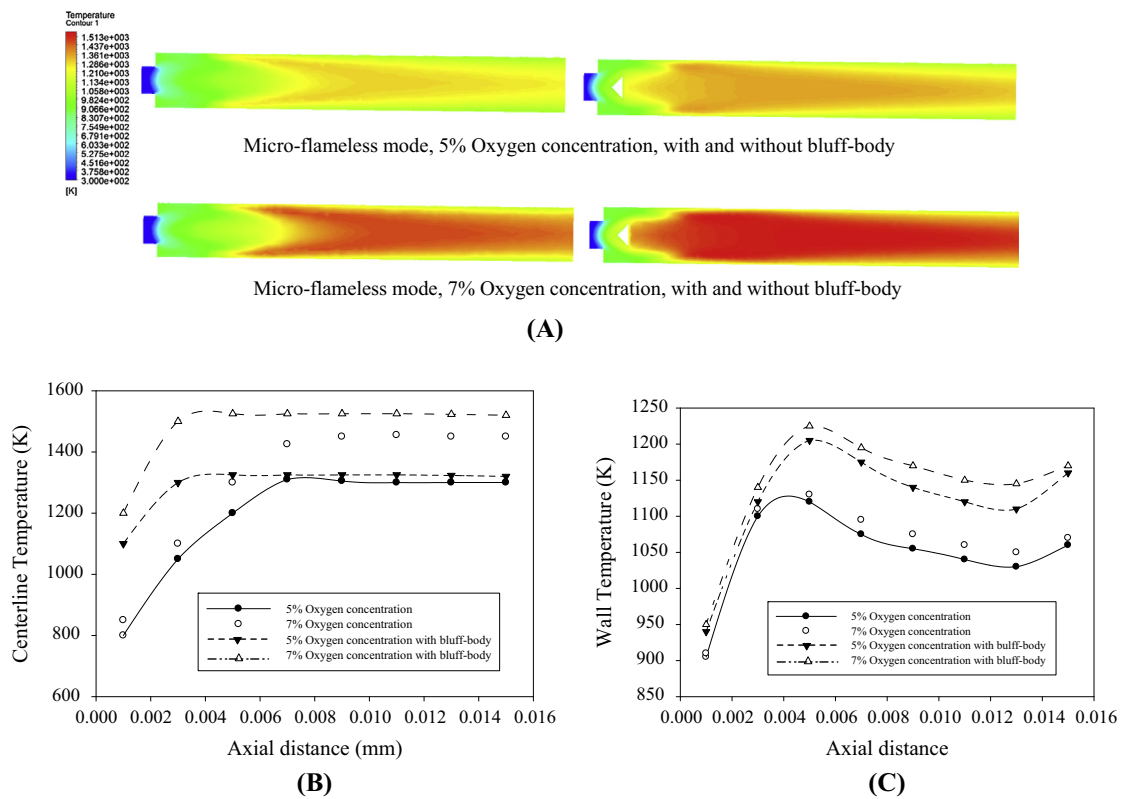 (A)
Temperature
Contour 1
1.513e+003
1.437e+003
1.361e+003
1.286e+003
1.210e+003
1.134e+003
1.058e+003
9.824e+002
9.066e+002
8.307e+002
7.549e+002
6.791e+002
6.033e+002
5.275e+002
4.516e+002
3.758e+002
3.000e+002
[K]
Micro-flameless mode, 5% Oxygen concentration, with and without bluff-body
Micro-flameless mode, 7% Oxygen concentration, with and without bluff-body
(A)
Centerline Temperature (K)
1600
1400
1200
1000
800
600
5% Oxygen concentration
7% Oxygen concentration
5% Oxygen concentration with bluff-body
7% Oxygen concentration with bluff-body
0.000 0.002 0.004 0.006 0.008 0.010 0.012 0.014 0.016
Axial distance (mm)
(B)
Wall Temperature (K)
1250
1200
1150
1100
1050
1000
950
900
850
5% Oxygen concentration
7% Oxygen concentration
5% Oxygen concentration with bulff-body
7% Oxygen concentration with bluff-body
0.000 0.002 0.004 0.006 0.008 0.010 0.012 0.014 0.016
Axial distance
(C)